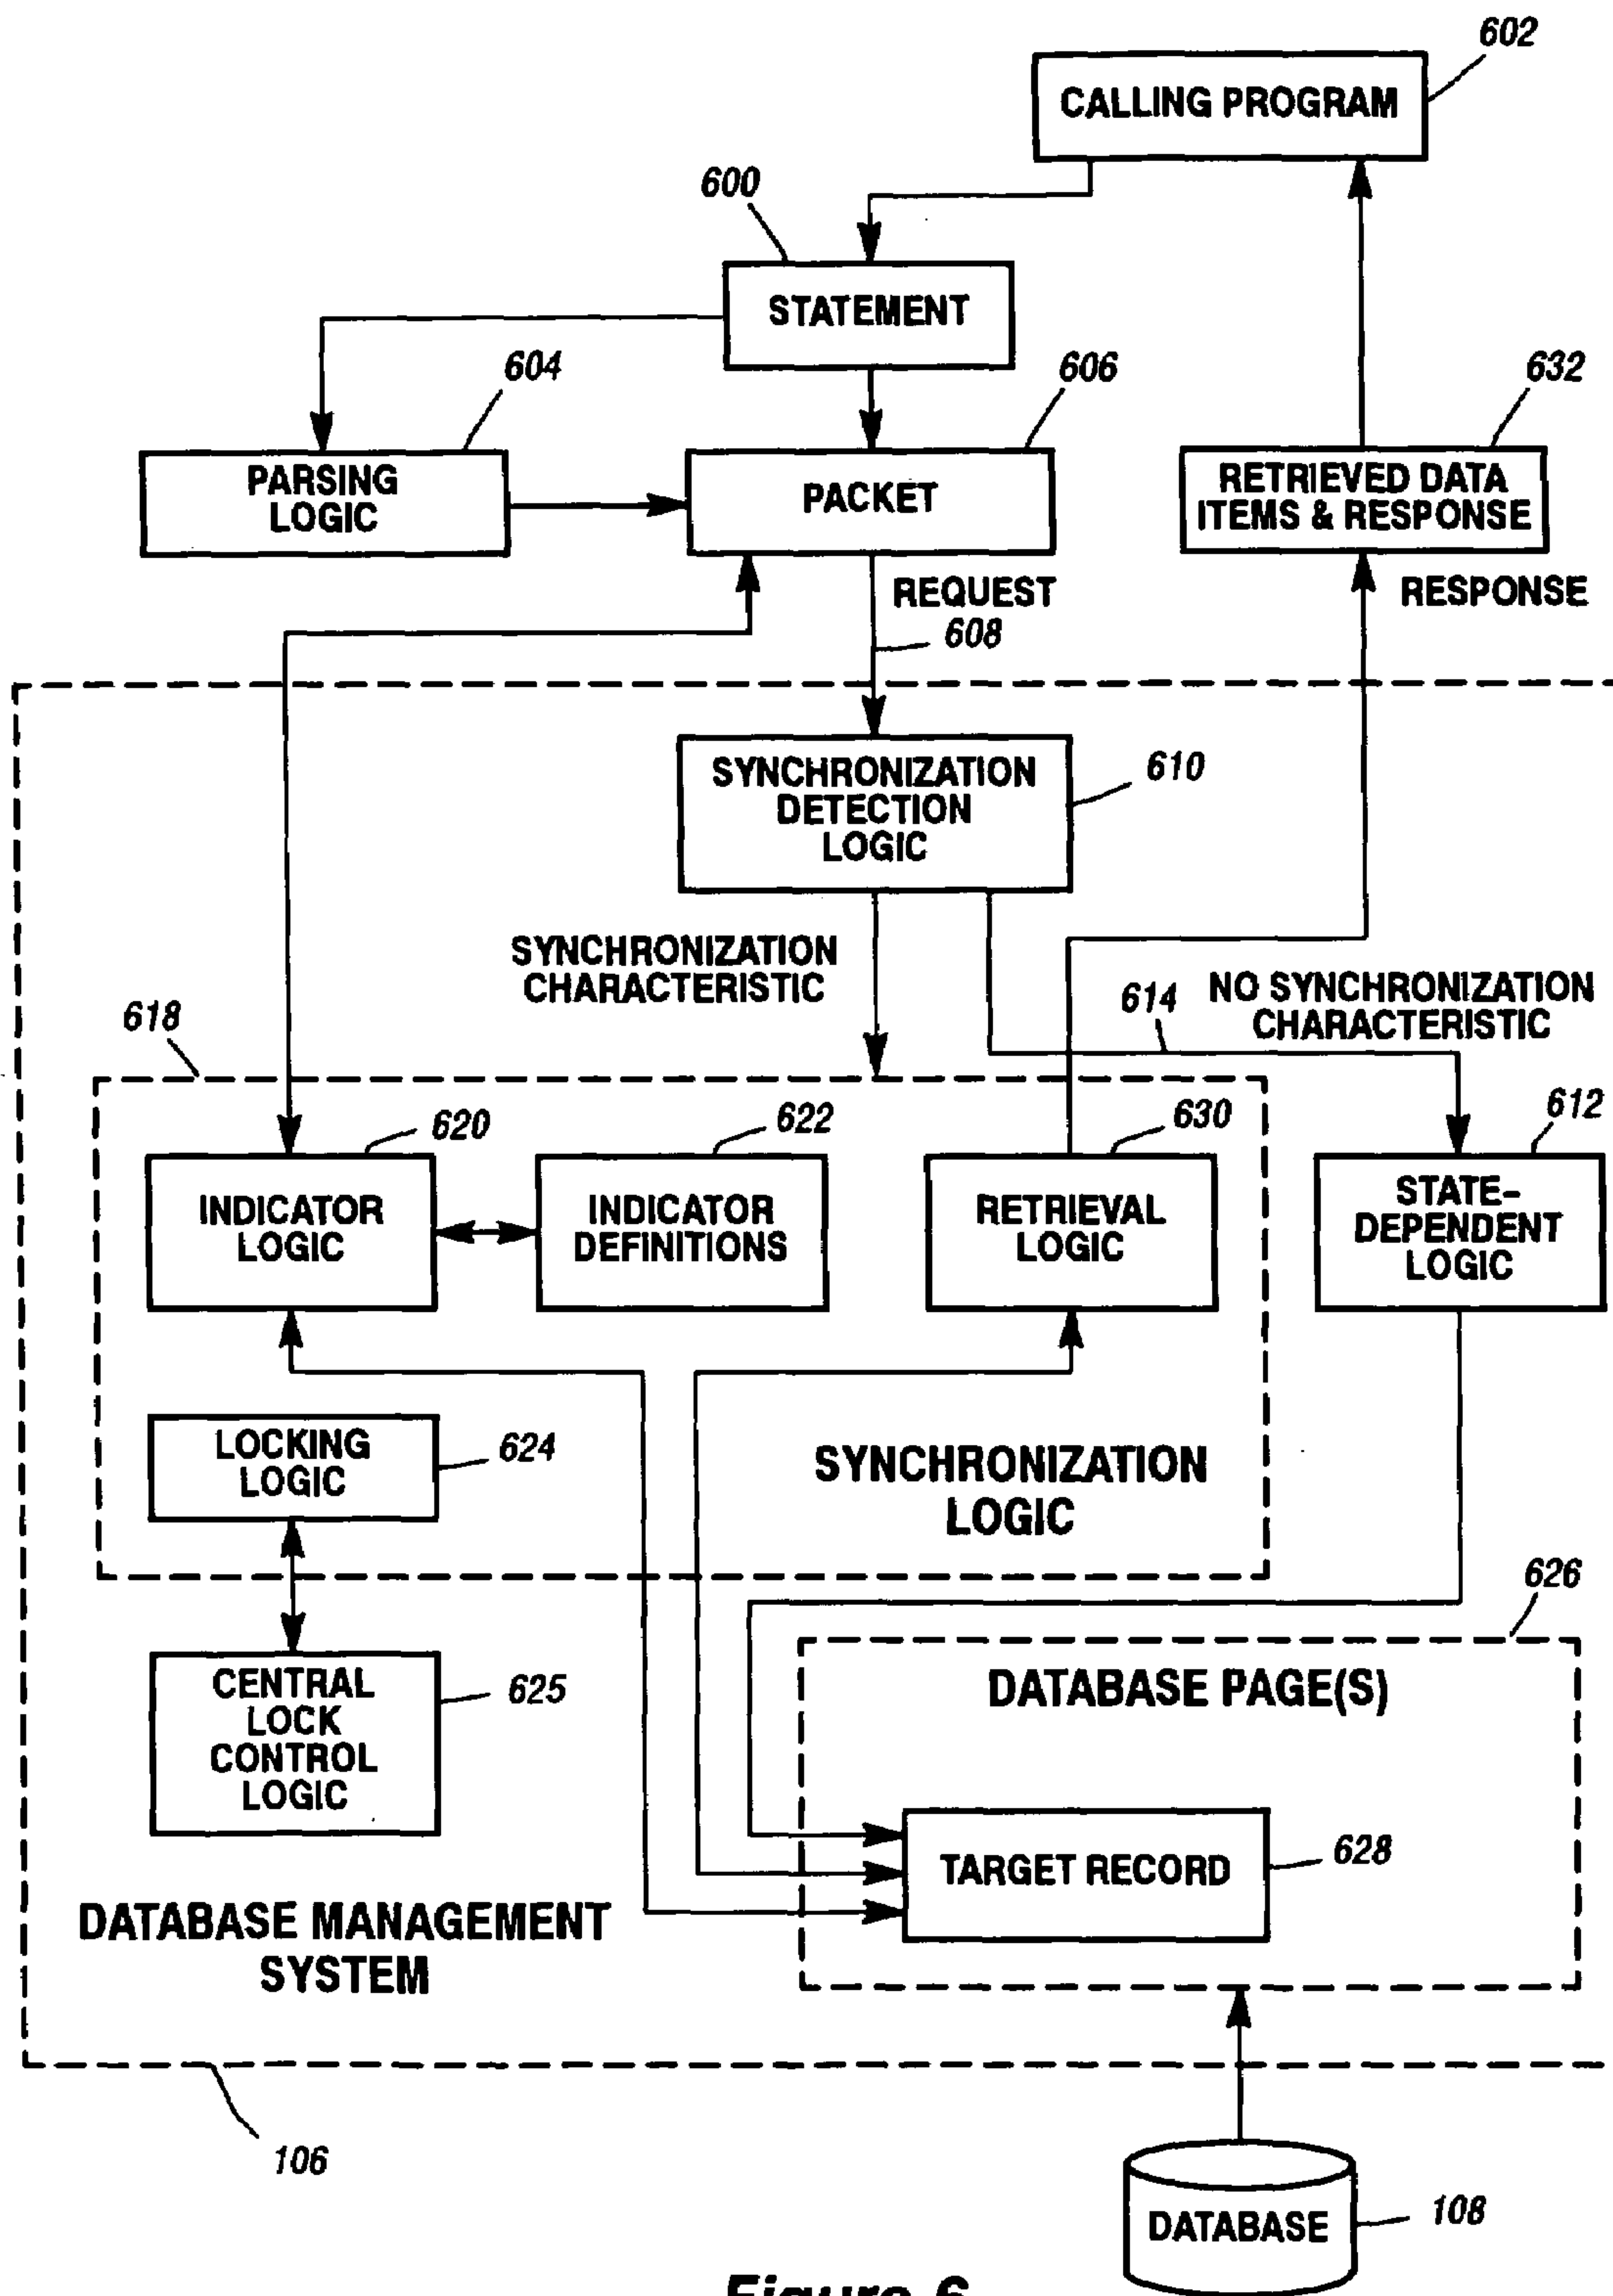 602
CALLING PROGRAM
600
STATEMENT
604
606
632
PARSING
LOGIC
PACKET
RETRIEVED DATA
ITEMS & RESPONSE
REQUEST
608
RESPONSE
SYNCHRONIZATION
DETECTION
LOGIC
610
SYNCHRONIZATION
CHARACTERISTIC
614
NO SYNCHRONIZATION
CHARACTERISTIC
618
620
622
630
612
INDICATOR
LOGIC
INDICATOR
DEFINITIONS
RETRIEVAL
LOGIC
STATE-
DEPENDENT
LOGIC
LOCKING
LOGIC
624
SYNCHRONIZATION
LOGIC
626
CENTRAL
LOCK
CONTROL
LOGIC
625
DATABASE PAGE(S)
TARGET RECORD
628
DATABASE MANAGEMENT
SYSTEM
106
DATABASE
108
Figure 6